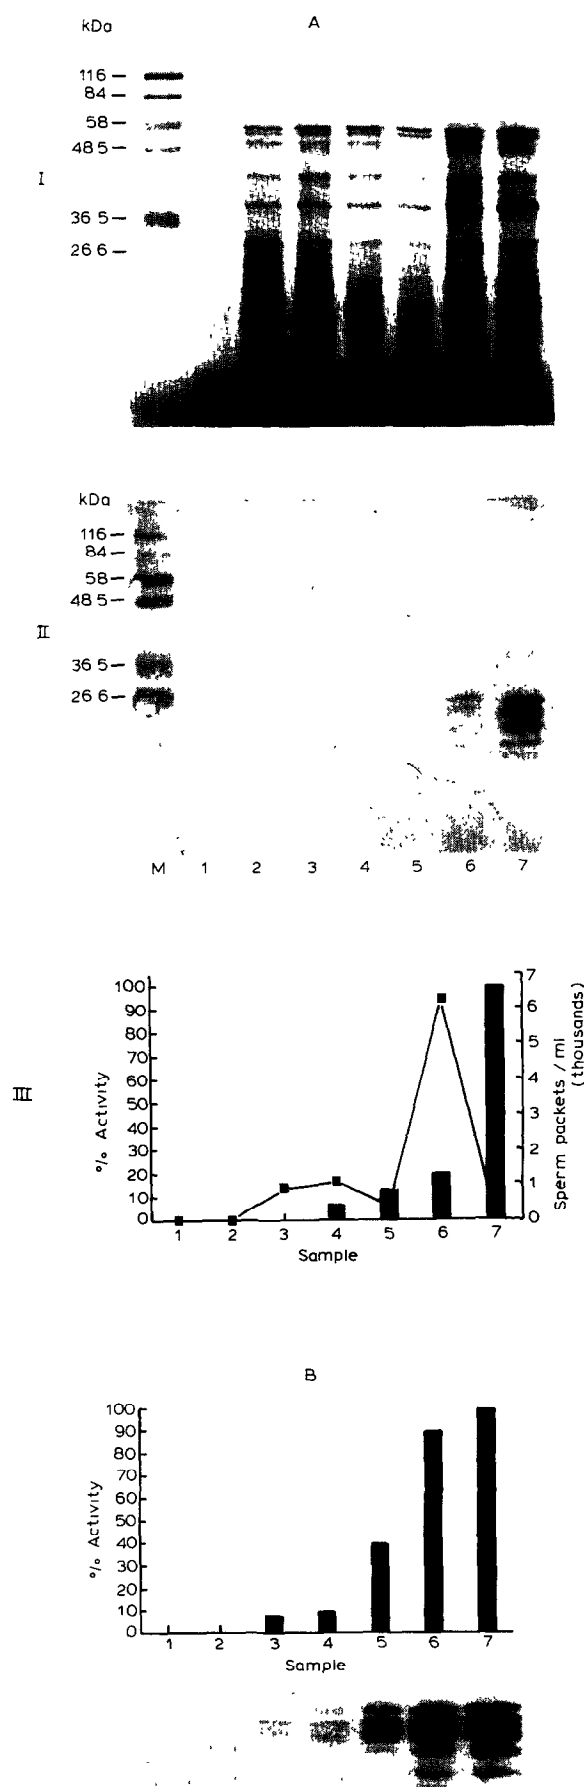 A
kDa
116
84
58
48 5
I
36 5
26 6
kDa
116
84
58
48 5
II
36 5
26 6
M 1 2 3 4 5 6 7
III
100
90
80
70
60
50
40
30
20
10
0
% Activity
7
6
5
4
3
2
1
0
Sperm packets / ml
(thousands)
1 2 3 4 5 6 7
Sample
B
100
90
80
70
60
50
40
30
20
10
0
% Activity
1 2 3 4 5 6 7
Sample